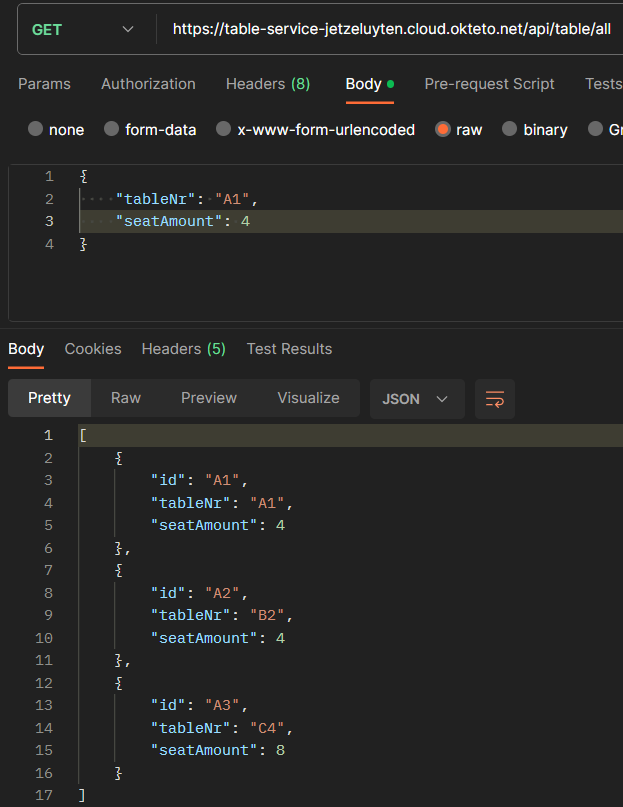 GET https://table-service-jetzeluyten.cloud.okteto.net/api/table/all
Params Authorization Headers (8) Body Pre-request Script Tests
none form-data x-www-form-urlencoded raw binary
1 {
2 "tableNr": "A1",
3 "seatAmount": 4
4 }
Body Cookies Headers (5) Test Results
Pretty Raw Preview Visualize JSON
1 [
2 {
3 "id": "A1",
4 "tableNr": "A1",
5 "seatAmount": 4
6 },
7 {
8 "id": "A2",
9 "tableNr": "B2",
10 "seatAmount": 4
11 },
12 {
13 "id": "A3",
14 "tableNr": "C4",
15 "seatAmount": 8
16 }
17 ]